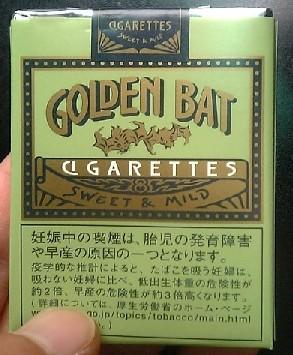 CIGARETTES
SWEET & MILD
GOLDEN BAT
CIGARETTES
SWEET & MILD
妊娠中の喫煙は、胎児の発育障害
や早産の原因の一つとなります。
疫学的な推計によると、たばこを吸う妊婦は、
吸わない妊婦に比べ、低出生体重の危険性が
約2倍、早産の危険性が約3倍高くなります。
(詳細については、厚生労働省のホーム・ページ
go.jp/topics/tobacco/main.html